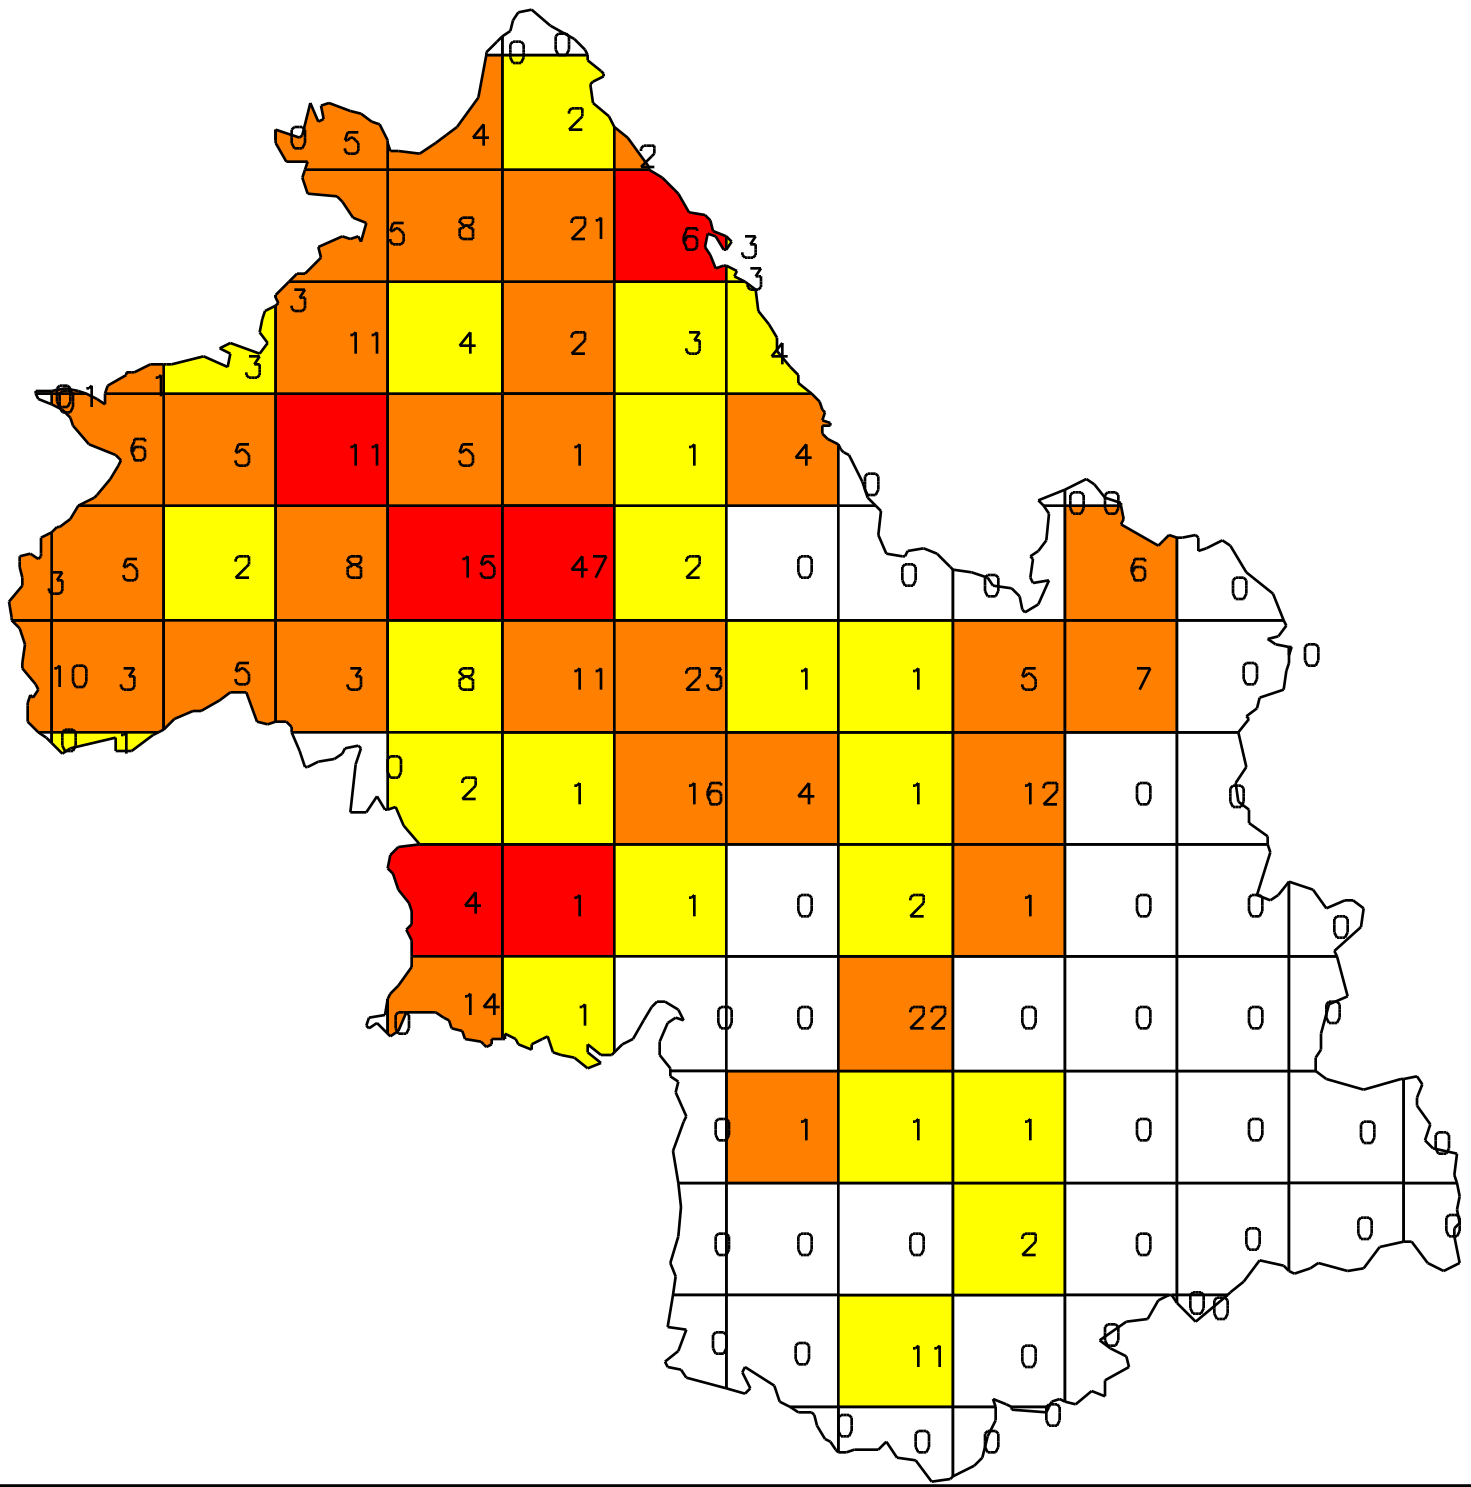 0 0
0 5 4 2 2
5 8 21 6 3
3
3 11 4 2 3 4
3
1
0 0 1
6 5 11 5 1 1 4 0
0 0
3 5 2 8 15 47 2 0 0 0 6 0
10 3 5 3 8 11 23 1 1 5 7 0 0
0 1
0 2 1 16 4 1 12 0 0
4 1 1 0 2 1 0 0 0
0 14 1 0 0 22 0 0 0 0
0 1 1 1 0 0 0 0
0 0 0 2 0 0 0 0
0 0
0 0 11 0 0
0 0 0 0